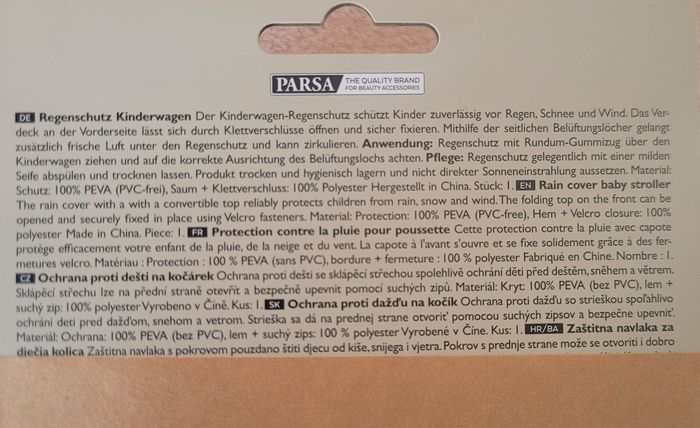 PARSA THE QUALITY BRAND
FOR BEAUTY ACCESSORIES
DE Regenschutz Kinderwagen Der Kinderwagen-Regenschutz schützt Kinder zuverlässig vor Regen, Schnee und Wind. Das Ver-
deck an der Vorderseite lässt sich durch Klettverschlüsse öffnen und sicher fixieren. Mithilfe der seitlichen Belüftungslöcher gelangt
zusätzlich frische Luft unter den Regenschutz und kann zirkulieren. Anwendung: Regenschutz mit Rundum-Gummizug über den
Kinderwagen ziehen und auf die korrekte Ausrichtung des Belüftungslochs achten. Pflege: Regenschutz gelegentlich mit einer milden
Seife abspülen und trocknen lassen. Produkt trocken und hygienisch lagern und nicht direkter Sonneneinstrahlung aussetzen. Material:
Schutz: 100% PEVA (PVC-frei), Saum + Klettverschluss: 100% Polyester Hergestellt in China. Stück: 1. EN Rain cover baby stroller
The rain cover with a with a convertible top reliably protects children from rain, snow and wind. The folding top on the front can be
opened and securely fixed in place using Velcro fasteners. Material: Protection: 100% PEVA (PVC-free), Hem + Velcro closure: 100%
polyester Made in China. Piece: 1. FR Protection contre la pluie pour poussette Cette protection contre la pluie avec capote
protège efficacement votre enfant de la pluie, de la neige et du vent. La capote à l'avant s'ouvre et se fixe solidement grâce à des fer-
metures velcro. Matériau : Protection : 100 % PEVA (sans PVC), bordure + fermeture : 100 % polyester Fabriqué en Chine. Nombre : 1.
CZ Ochrana proti dešti na kočárek Ochrana proti dešti se sklápěcí střechou spolehlivě ochrání děti před deštěm, sněhem a větrem.
Sklápěcí střechu lze na přední straně otevřít a bezpečně upevnit pomocí suchých zipů. Materiál: Kryt: 100% PEVA (bez PVC), lem +
suchý zip: 100% polyester Vyrobeno v Číně. Kus: 1. SK Ochrana proti dažďu na kočík Ochrana proti dažďu so strieškou spoľahlivo
ochráni deti pred dažďom, snehom a vetrom. Strieška sa dá na prednej strane otvoriť pomocou suchých zipsov a bezpečne upevniť.
Materiál: Ochrana: 100% PEVA (bez PVC), lem + suchý zips: 100 % polyester Vyrobené v Číne. Kus: 1. HR/BA Zaštitna navlaka za
dječja kolica Zaštitna navlaka s pokrovom pouzdano štiti djecu od kiše, snijega i vjetra. Pokrov s prednje strane može se otvoriti i dobro